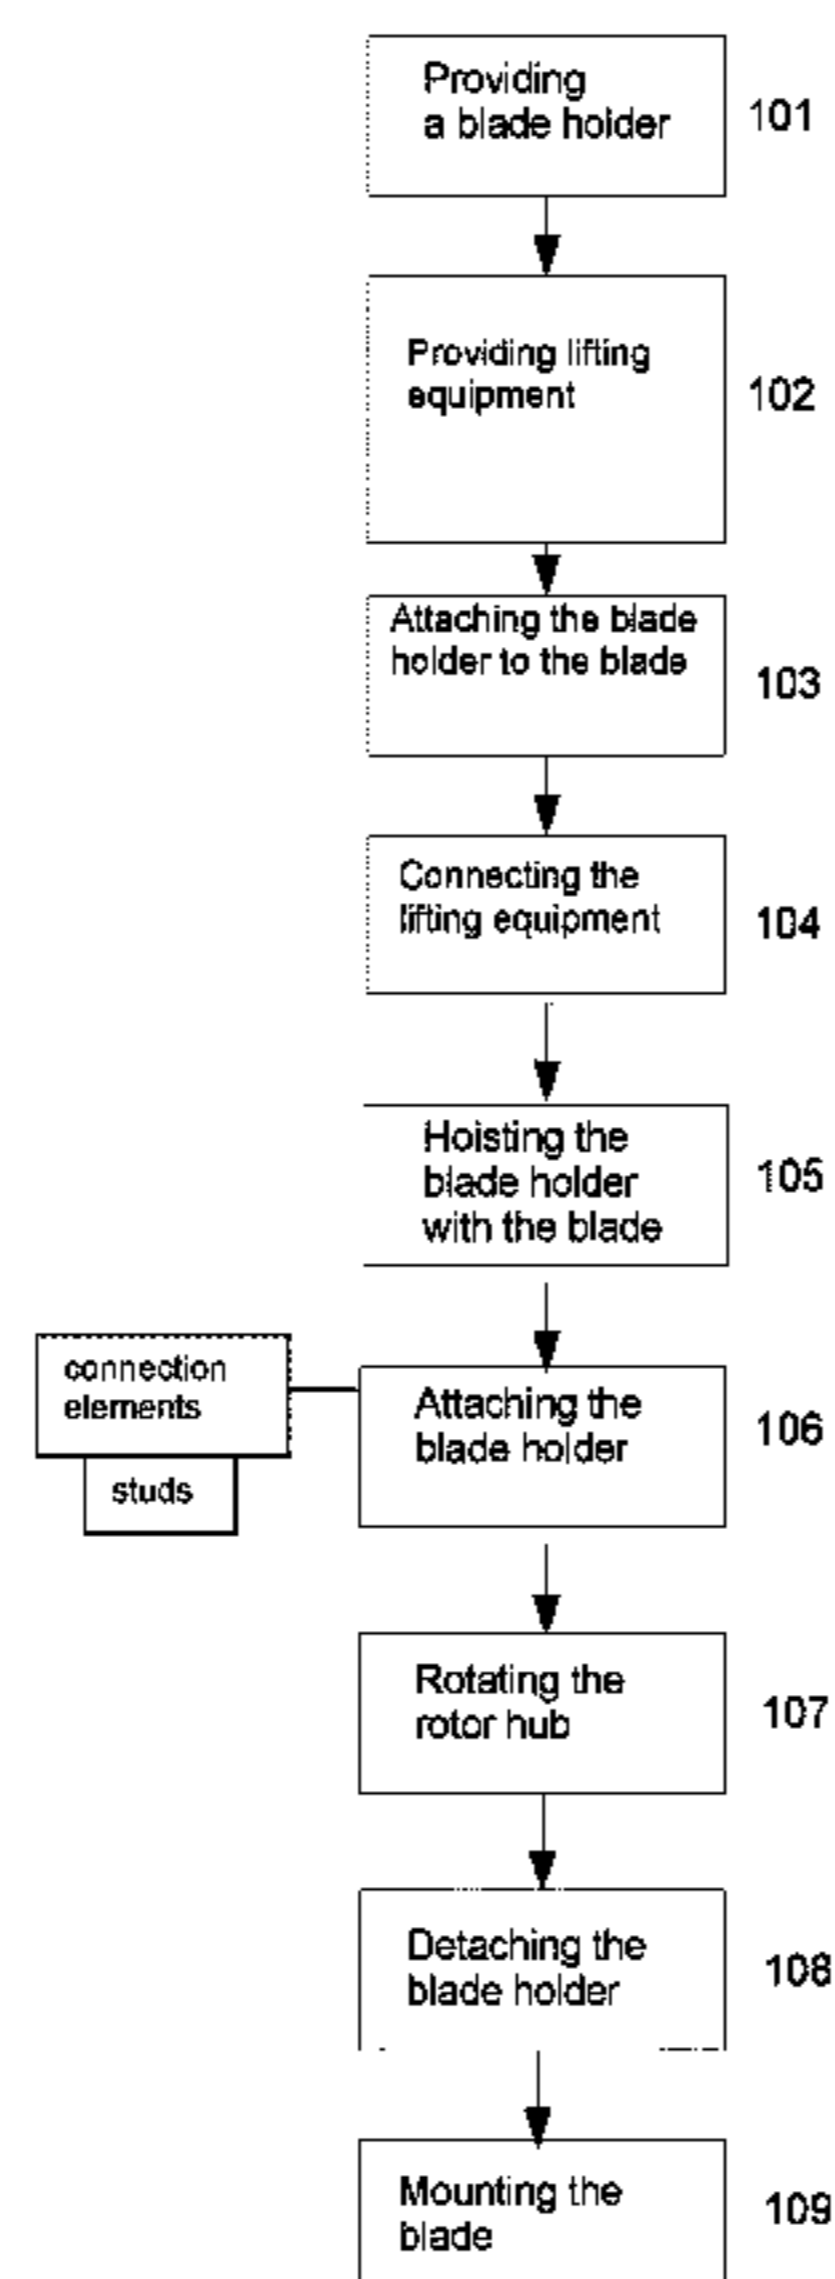 Providing
a blade holder
101
Providing lifting
equipment
102
Attaching the blade
holder to the blade
103
Connecting the
lifting equipment
104
Hoisting the
blade holder
with the blade
105
connection
elements
studs
Attaching the
blade holder
106
Rotating the
rotor hub
107
Detaching the
blade holder
108
Mounting the
blade
109